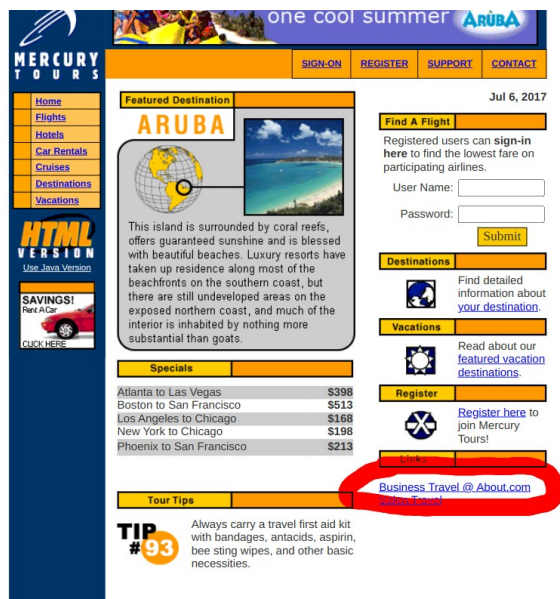 one cool summer ARUBA
MERCURY
TOURS
SIGN-ON REGISTER SUPPORT CONTACT
Home
Flights
Hotels
Car Rentals
Cruises
Destinations
Vacations
HTML
VERSION
Use Java Version
SAVINGS!
Rent A Car
CLICK HERE
Featured Destination
ARUBA
This island is surrounded by coral reefs,
offers guaranteed sunshine and is blessed
with beautiful beaches. Luxury resorts have
taken up residence along most of the
beachfronts on the southern coast, but
there are still undeveloped areas on the
exposed northern coast, and much of the
interior is inhabited by nothing more
substantial than goats.
Specials
Atlanta to Las Vegas $398
Boston to San Francisco $513
Los Angeles to Chicago $168
New York to Chicago $198
Phoenix to San Francisco $213
Tour Tips
TIP
#93
Always carry a travel first aid kit
with bandages, antacids, aspirin,
bee sting wipes, and other basic
necessities.
Jul 6, 2017
Find A Flight
Registered users can sign-in
here to find the lowest fare on
participating airlines.
User Name:
Password:
Submit
Destinations
Find detailed
information about
your destination.
Vacations
Read about our
featured vacation
destinations.
Register
Register here to
join Mercury
Tours!
Links
Business Travel @ About.com
Travel